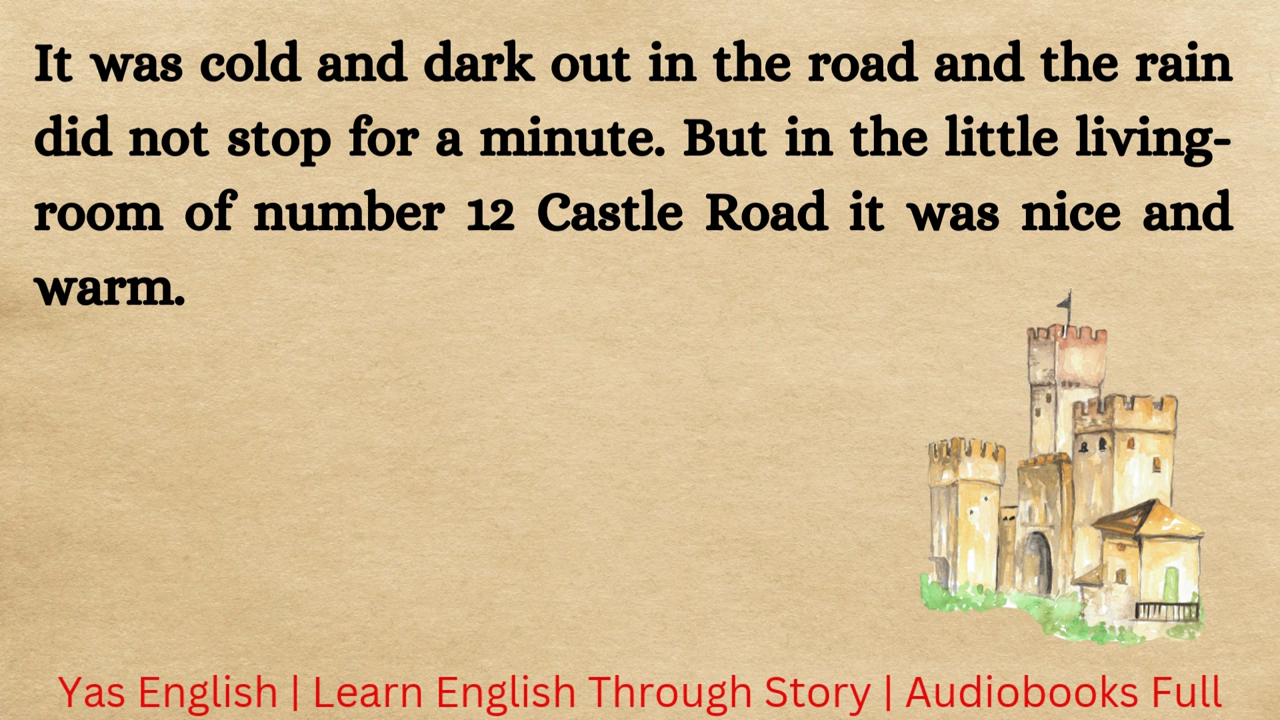 It was cold and dark out in the road and the rain
did not stop for a minute. But in the little living-
room of number 12 Castle Road it was nice and
warm.
Yas English | Learn English Through Story | Audiobooks Full